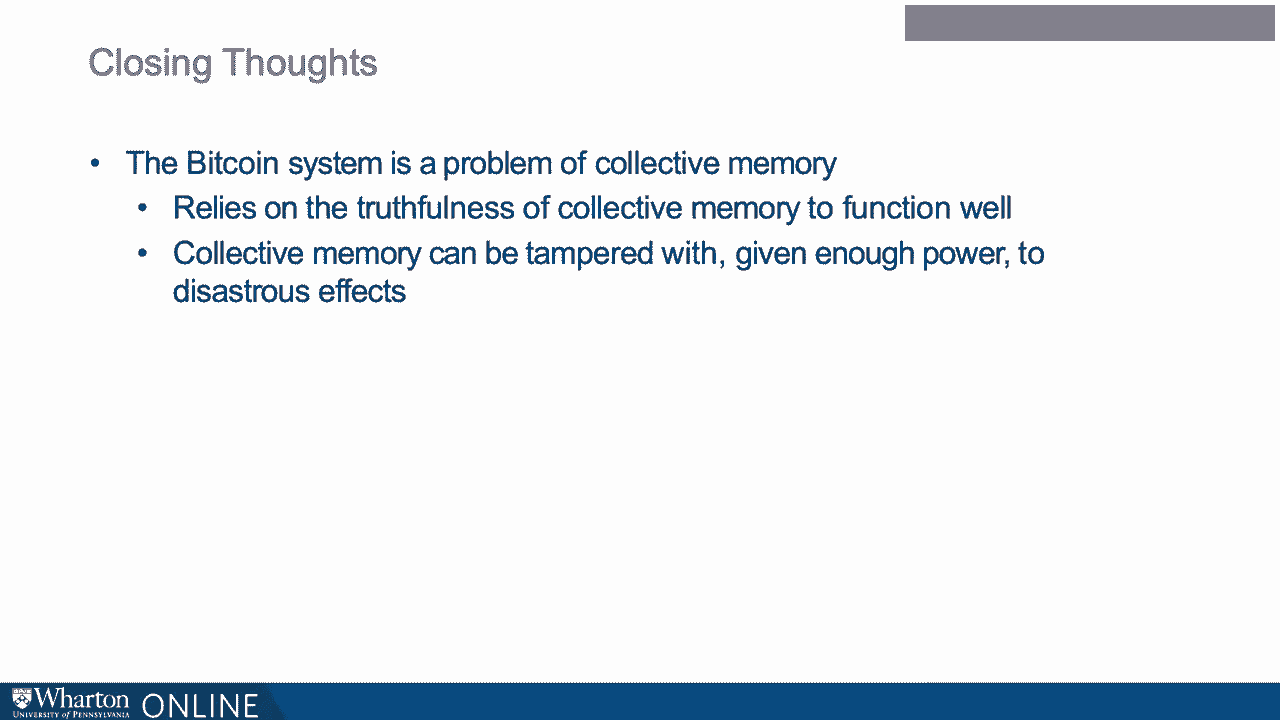 Closing Thoughts
• The Bitcoin system is a problem of collective memory
• Relies on the truthfulness of collective memory to function well
• Collective memory can be tampered with, given enough power, to
disastrous effects
Wharton ONLINE
UNIVERSITY of PENNSYLVANIA